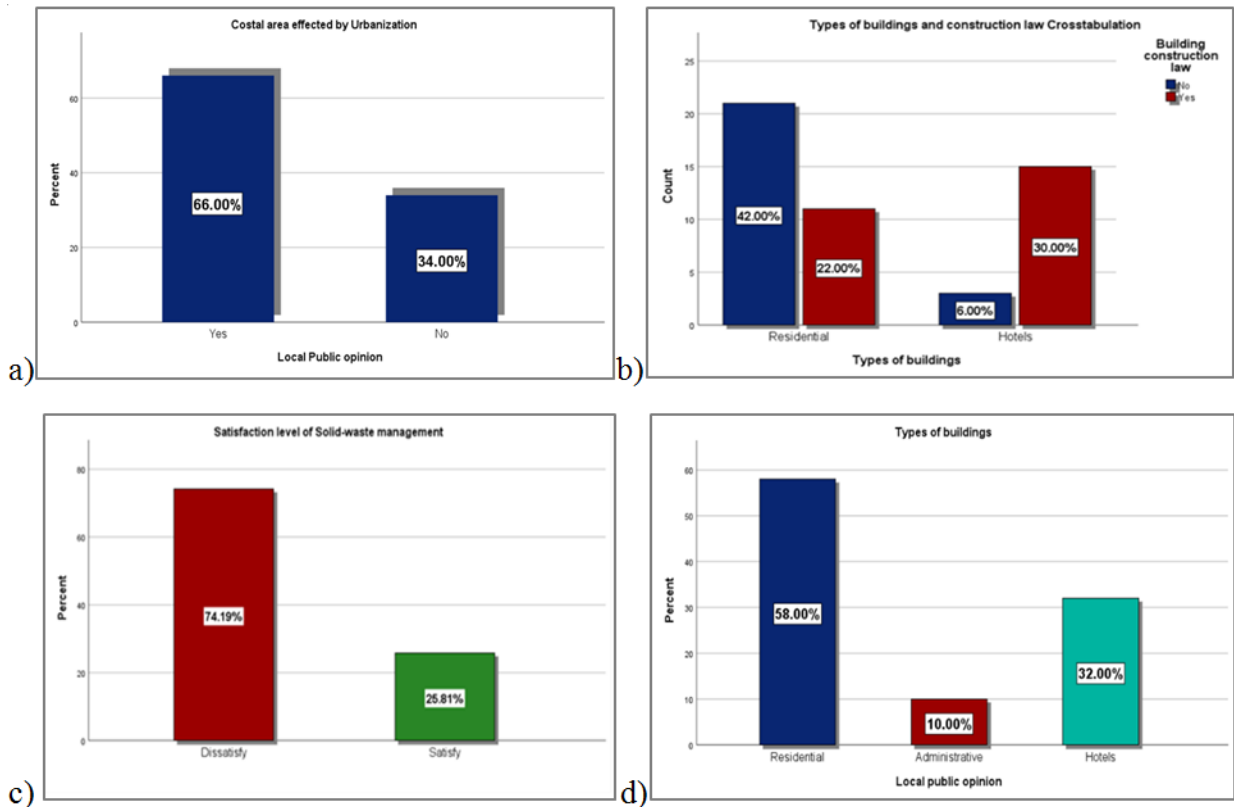 Costal area effected by Urbanization
Percent
60
40
20
0
66.00%
34.00%
Yes No
Local Public opinion
a)
Types of buildings and construction law Crosstabulation
Building
construction
law
No
Yes
Count
25
20
15
10
5
0
42.00%
22.00%
6.00%
30.00%
Residential Hotels
Types of buildings
b)
Satisfaction level of Solid-waste management
Percent
80
60
40
20
0
74.19%
25.81%
Dissatisfy Satisfy
c)
Types of buildings
Percent
60
50
40
30
20
10
0
58.00%
10.00%
32.00%
Residential Administrative Hotels
Local public opinion
d)